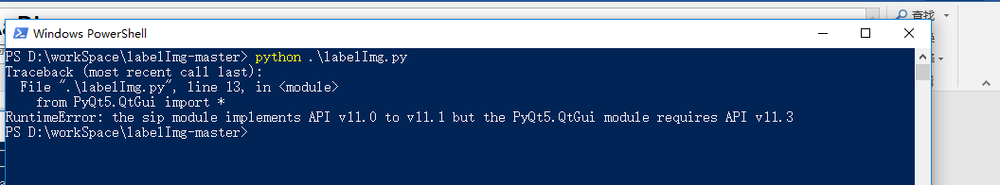 查找
Windows PowerShell
PS D:\workSpace\labelImg-master> python .\labelImg.py
Traceback (most recent call last):
  File ".\labelImg.py", line 13, in <module>
    from PyQt5.QtGui import *
RuntimeError: the sip module implements API v11.0 to v11.1 but the PyQt5.QtGui module requires API v11.3
PS D:\workSpace\labelImg-master>